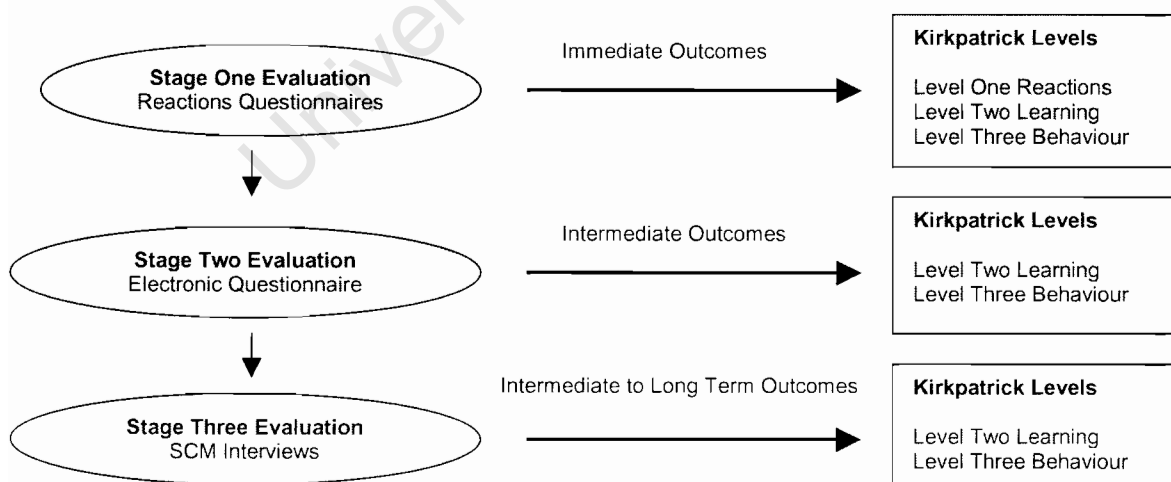 Stage One Evaluation
Reactions Questionnaires
Immediate Outcomes
Kirkpatrick Levels
Level One Reactions
Level Two Learning
Level Three Behaviour
Stage Two Evaluation
Electronic Questionnaire
Intermediate Outcomes
Kirkpatrick Levels
Level Two Learning
Level Three Behaviour
Stage Three Evaluation
SCM Interviews
Intermediate to Long Term Outcomes
Kirkpatrick Levels
Level Two Learning
Level Three Behaviour
Univer